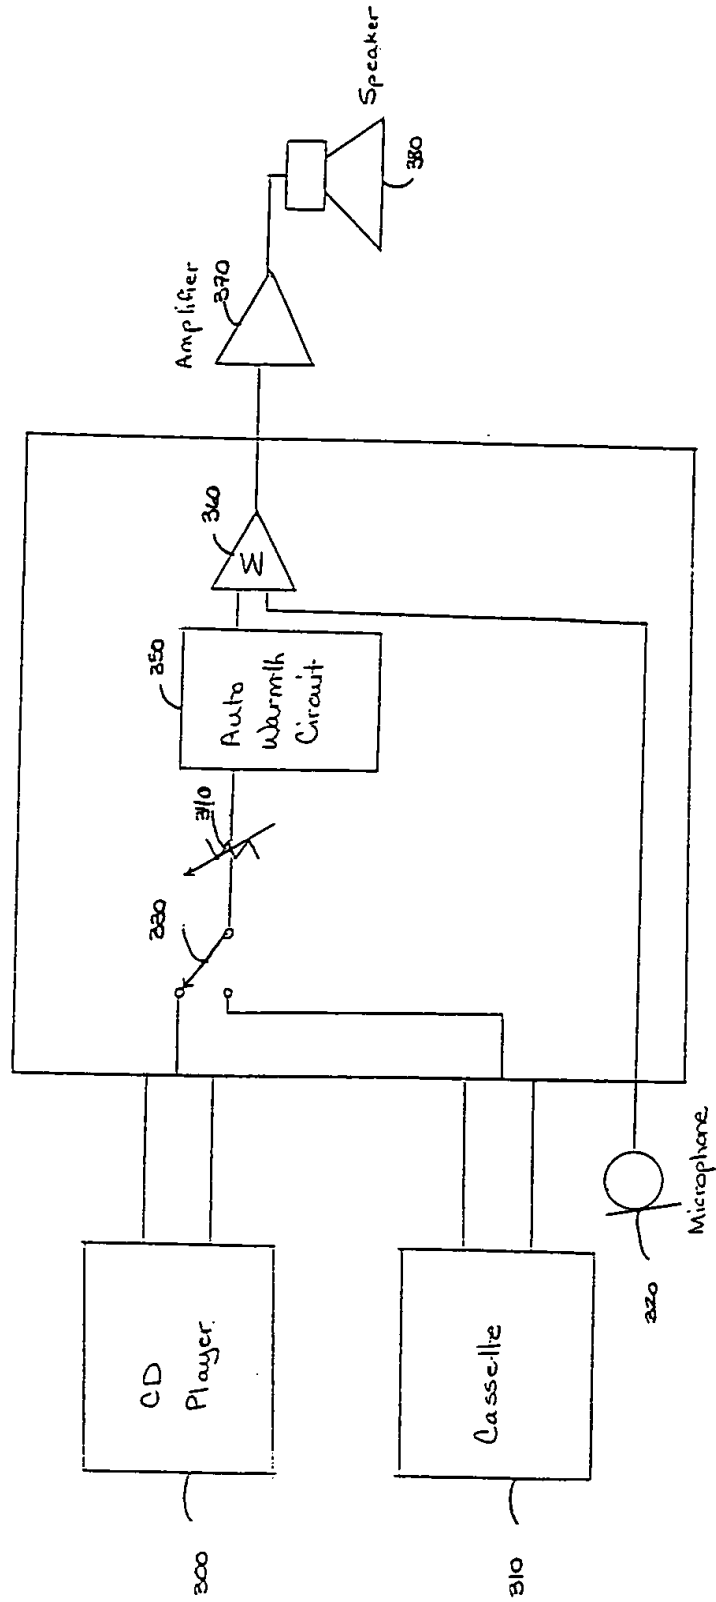 300
CD
Player
310
Cassette
320
Microphone
330
340
350
Auto
Warmth
Circuit
360
Σ
Amplifier
370
380
Speaker